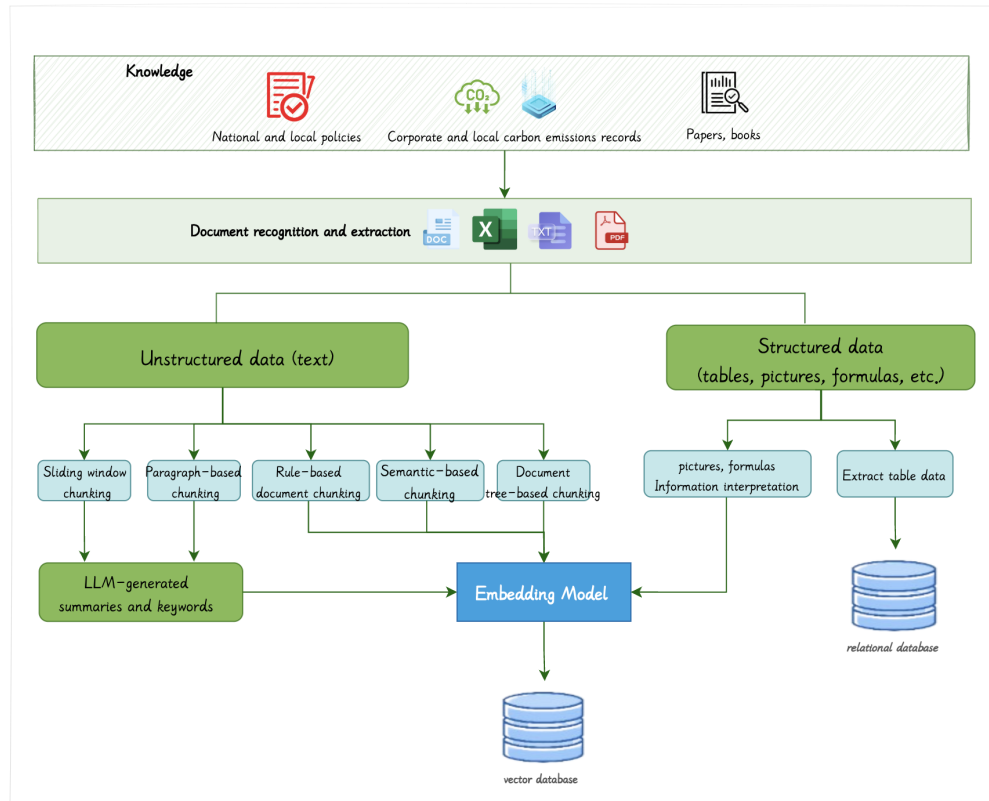 Knowledge
CO₂
National and local policies
Corporate and local carbon emissions records
Papers, books
Document recognition and extraction
DOC
X
TXT
PDF
Unstructured data (text)
Structured data
(tables, pictures, formulas, etc.)
Sliding window
chunking
Paragraph-based
chunking
Rule-based
document chunking
Semantic-based
chunking
Document
tree-based chunking
pictures, formulas
Information interpretation
Extract table data
LLM-generated
summaries and keywords
Embedding Model
relational database
vector database